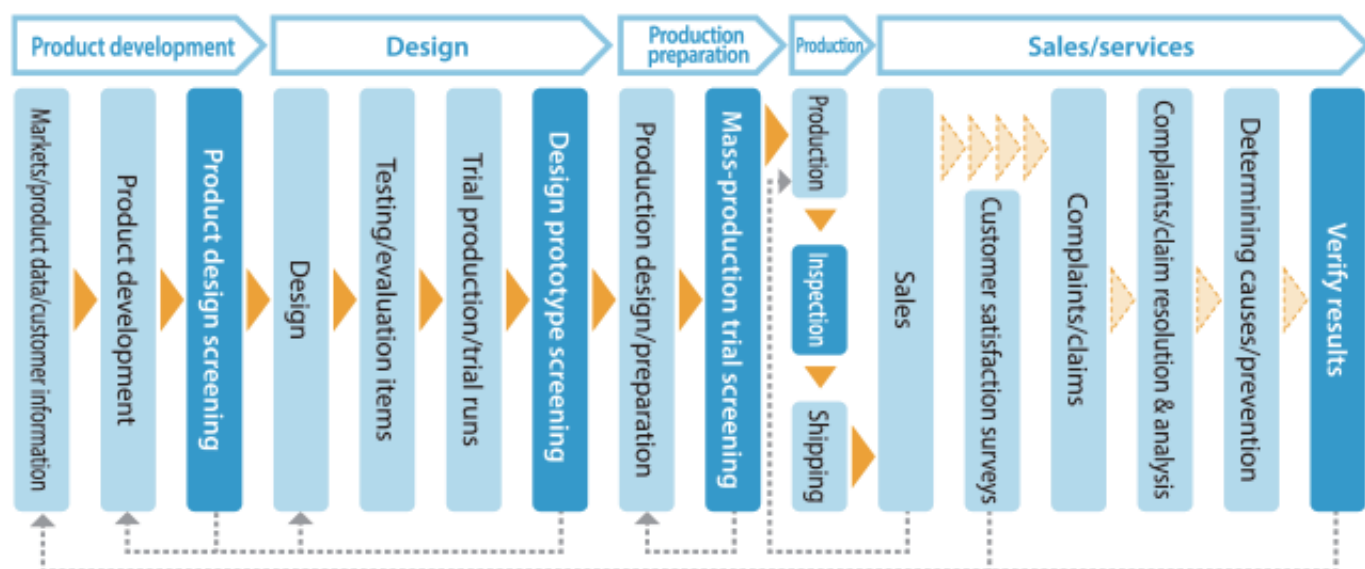 Product development
Design
Production
preparation
Production
Sales/services
Markets/product data/customer information
Product development
Product design screening
Design
Testing/evaluation items
Trial production/trial runs
Design prototype screening
Production design/preparation
Mass-production trial screening
Production
Inspection
Shipping
Sales
Customer satisfaction surveys
Complaints/claims
Complaints/claim resolution & analysis
Determining causes/prevention
Verify results